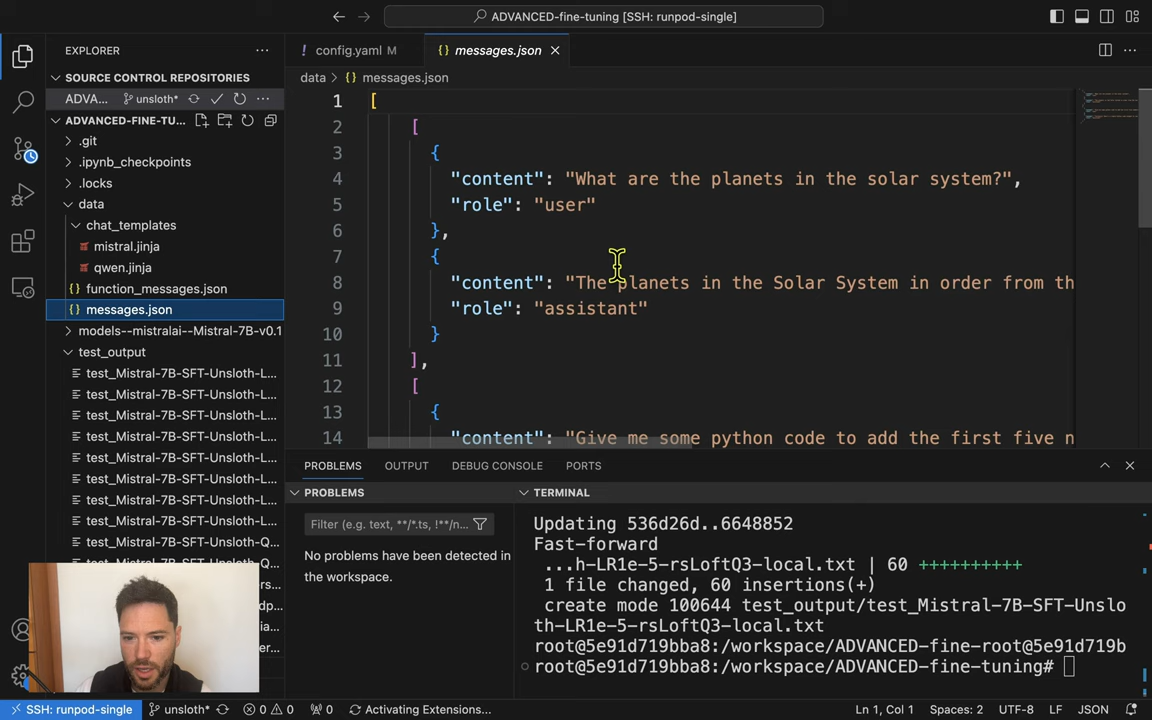 ADVANCED-fine-tuning [SSH: runpod-single]
EXPLORER
SOURCE CONTROL REPOSITORIES
ADVA... unsloth*
ADVANCED-FINE-TU...
.git
.ipynb_checkpoints
.locks
data
chat_templates
mistral.jinja
qwen.jinja
function_messages.json
messages.json
models--mistralai--Mistral-7B-v0.1
test_output
test_Mistral-7B-SFT-Unsloth-L...
test_Mistral-7B-SFT-Unsloth-L...
test_Mistral-7B-SFT-Unsloth-L...
test_Mistral-7B-SFT-Unsloth-L...
test_Mistral-7B-SFT-Unsloth-L...
test_Mistral-7B-SFT-Unsloth-L...
test_Mistral-7B-SFT-Unsloth-L...
test_Mistral-7B-SFT-Unsloth-L...
test_Mistral-7B-SFT-Unsloth-Q...
config.yaml M
messages.json
data > messages.json
1 [
2 [
3 {
4 "content": "What are the planets in the solar system?",
5 "role": "user"
6 },
7 {
8 "content": "The planets in the Solar System in order from th
9 "role": "assistant"
10 }
11 ],
12 [
13 {
14 "content": "Give me some python code to add the first five n
PROBLEMS OUTPUT DEBUG CONSOLE PORTS
PROBLEMS
Filter (e.g. text, **/*.ts, !**/n...
No problems have been detected in
the workspace.
TERMINAL
Updating 536d26d..6648852
Fast-forward
...h-LR1e-5-rsLoftQ3-local.txt | 60 ++++++++++
1 file changed, 60 insertions(+)
create mode 100644 test_output/test_Mistral-7B-SFT-Unslo
th-LR1e-5-rsLoftQ3-local.txt
root@5e91d719bba8:/workspace/ADVANCED-fine-root@5e91d719b
root@5e91d719bba8:/workspace/ADVANCED-fine-tuning#
SSH: runpod-single unsloth* 0 0 0 Activating Extensions... Ln 1, Col 1 Spaces: 2 UTF-8 LF JSON